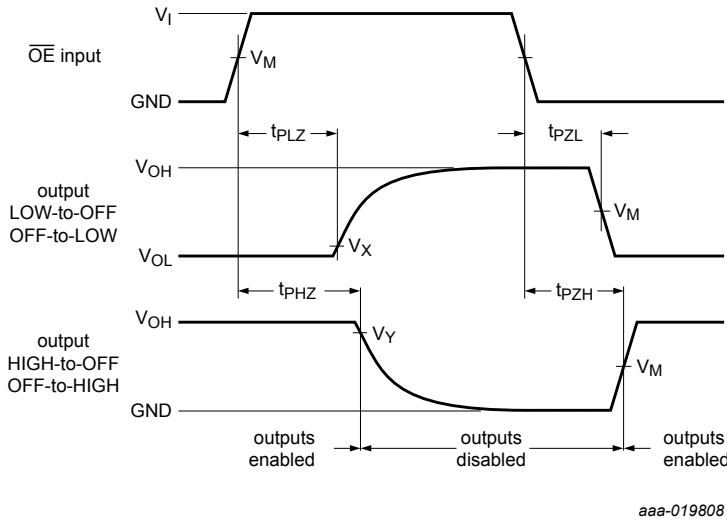 V_I
OE input
V_M
GND
t_PLZ
t_PZL
V_OH
output
LOW-to-OFF
OFF-to-LOW
V_M
V_X
V_OL
t_PHZ
t_PZH
V_OH
output
HIGH-to-OFF
OFF-to-HIGH
V_Y
V_M
GND
outputs
enabled
outputs
disabled
outputs
enabled
aaa-019808